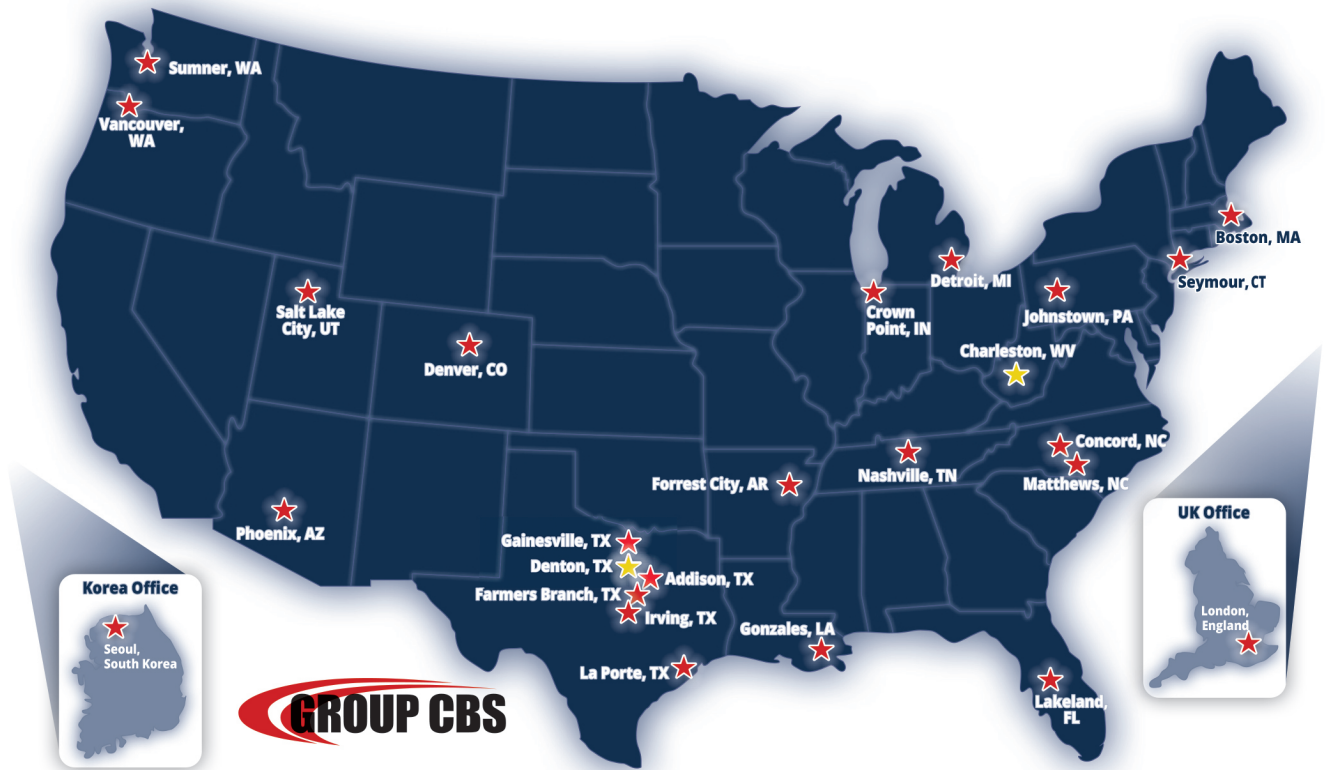 Sumner, WA
Vancouver,
WA
Boston, MA
Detroit, MI
Seymour, CT
Salt Lake
City, UT
Crown
Point, IN
Johnstown, PA
Denver, CO
Charleston, WV
Concord, NC
Nashville, TN
Matthews, NC
Forrest City, AR
Phoenix, AZ
Gainesville, TX
Denton, TX
Addison, TX
Farmers Branch, TX
Irving, TX
Gonzales, LA
La Porte, TX
Lakeland,
FL
Korea Office
Seoul,
South Korea
UK Office
London,
England
GROUP CBS